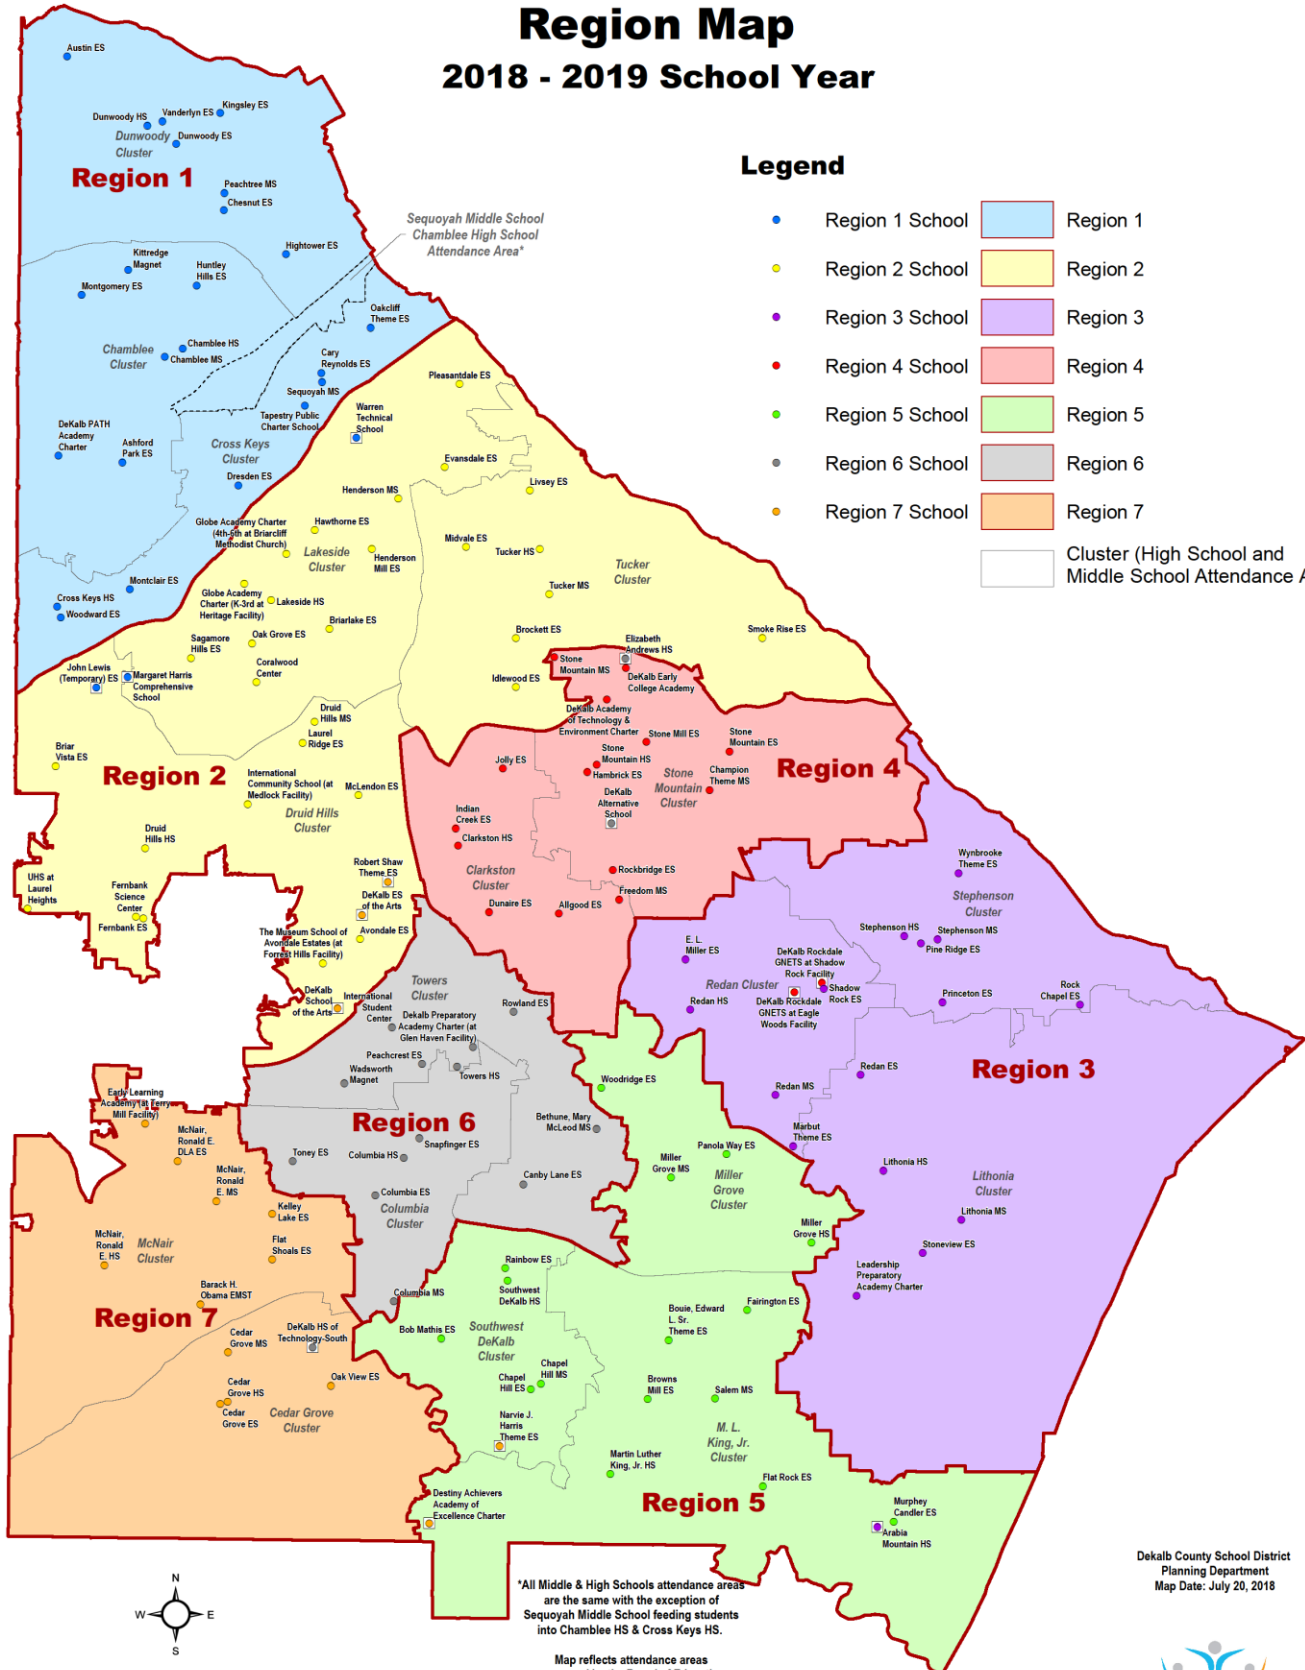 Region Map
2018 - 2019 School Year
Legend
Region 1 School
Region 1
Region 2 School
Region 2
Region 3 School
Region 3
Region 4 School
Region 4
Region 5 School
Region 5
Region 6 School
Region 6
Region 7 School
Region 7
Cluster (High School and
Middle School Attendance A
Austin ES
Kingsley ES
Vanderlyn ES
Dunwoody HS
Dunwoody ES
Dunwoody
Cluster
Region 1
Peachtree MS
Chesnut ES
Sequoyah Middle School
Chamblee High School
Attendance Area*
Hightower ES
Kittredge
Magnet
Huntley
Hills ES
Montgomery ES
Oakcliff
Theme ES
Chamblee HS
Chamblee MS
Chamblee
Cluster
Cary
Reynolds ES
Sequoyah MS
Tapestry Public
Charter School
DeKalb PATH
Academy
Charter
Ashford
Park ES
Cross Keys
Cluster
Dresden ES
Montclair ES
Cross Keys HS
Woodward ES
Pleasantdale ES
Warren
Technical
School
Evansdale ES
Livsey ES
Henderson MS
Globe Academy Charter
(4th-6th at Briarcliff
Methodist Church)
Hawthorne ES
Lakeside
Cluster
Henderson
Mill ES
Midvale ES
Tucker HS
Tucker
Cluster
Tucker MS
Globe Academy
Charter (K-3rd at
Heritage Facility)
Lakeside HS
Briarlake ES
Oak Grove ES
Sagamore
Hills ES
Coralwood
Center
Brockett ES
Smoke Rise ES
Idlewood ES
John Lewis
(Temporary) ES
Margaret Harris
Comprehensive
School
Elizabeth
Andrews HS
Stone
Mountain MS
DeKalb Early
College Academy
DeKalb Academy
of Technology &
Environment Charter
Druid
Hills MS
Laurel
Ridge ES
Briar
Vista ES
Region 2
International
Community School (at
Medlock Facility)
McLendon ES
Druid Hills
Cluster
Druid
Hills HS
Stone Mill ES
Stone
Mountain ES
Stone
Mountain HS
Hambrick ES
Jolly ES
Stone
Mountain
Cluster
Champion
Theme MS
Region 4
DeKalb
Alternative
School
Indian
Creek ES
Clarkston HS
Clarkston
Cluster
Rockbridge ES
Freedom MS
Dunaire ES
Allgood ES
Robert Shaw
Theme ES
DeKalb ES
of the Arts
UHS at
Laurel
Heights
Fernbank
Science
Center
Fernbank ES
The Museum School of
Avondale Estates (at
Forrest Hills Facility)
Avondale ES
DeKalb
School
of the Arts
International
Student
Center
Wynbrooke
Theme ES
Stephenson
Cluster
Stephenson HS
Stephenson MS
Pine Ridge ES
E. L.
Miller ES
Redan Cluster
DeKalb Rockdale
GNETS at Shadow
Rock Facility
Shadow
Rock ES
DeKalb Rockdale
GNETS at Eagle
Woods Facility
Redan HS
Princeton ES
Rock
Chapel ES
Region 3
Redan ES
Redan MS
Marbut
Theme ES
Lithonia HS
Lithonia
Cluster
Lithonia MS
Stoneview ES
Leadership
Preparatory
Academy Charter
Towers
Cluster
Rowland ES
Dekalb Preparatory
Academy Charter (at
Glen Haven Facility)
Peachcrest ES
Towers HS
Wadsworth
Magnet
Region 6
Bethune, Mary
McLeod MS
Snapfinger ES
Columbia HS
Toney ES
Canby Lane ES
Columbia ES
Columbia
Cluster
Columbia MS
Early Learning
Academy (at Terry
Mill Facility)
McNair,
Ronald E.
DLA ES
McNair,
Ronald
E. MS
Kelley
Lake ES
McNair,
Ronald
E. HS
McNair
Cluster
Flat
Shoals ES
Barack H.
Obama EMST
Region 7
Cedar
Grove MS
DeKalb HS of
Technology-South
Cedar
Grove HS
Cedar
Grove ES
Oak View ES
Cedar Grove
Cluster
Woodridge ES
Panola Way ES
Miller
Grove MS
Miller
Grove
Cluster
Miller
Grove HS
Rainbow ES
Southwest
DeKalb HS
Bob Mathis ES
Southwest
DeKalb
Cluster
Bouie, Edward
L. Sr.
Theme ES
Fairington ES
Chapel
Hill MS
Chapel
Hill ES
Browns
Mill ES
Salem MS
Narvie J.
Harris
Theme ES
M. L.
King, Jr.
Cluster
Martin Luther
King, Jr. HS
Flat Rock ES
Region 5
Destiny Achievers
Academy of
Excellence Charter
Murphey
Candler ES
Arabia
Mountain HS
N
W
E
S
*All Middle & High Schools attendance areas
are the same with the exception of
Sequoyah Middle School feeding students
into Chamblee HS & Cross Keys HS.
Map reflects attendance areas
Dekalb County School District
Planning Department
Map Date: July 20, 2018